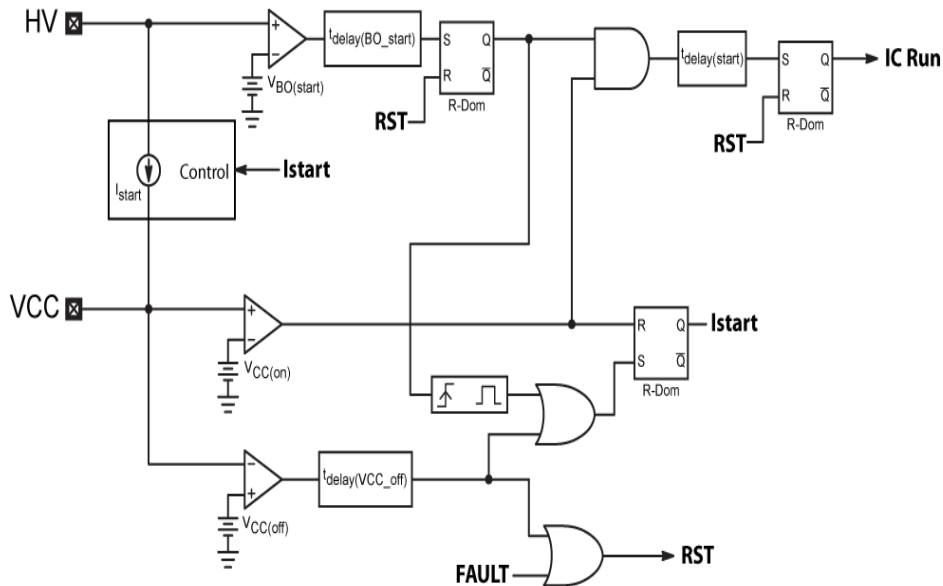 HV
+
−
VBO(start)
tdelay(BO_start)
S Q
R Q̅
R-Dom
RST
tdelay(start)
S Q
R Q̅
R-Dom
RST
IC Run
Istart
Control
Istart
VCC
+
−
VCC(on)
R Q
S Q̅
R-Dom
Istart
−
+
VCC(off)
tdelay(VCC_off)
FAULT
RST